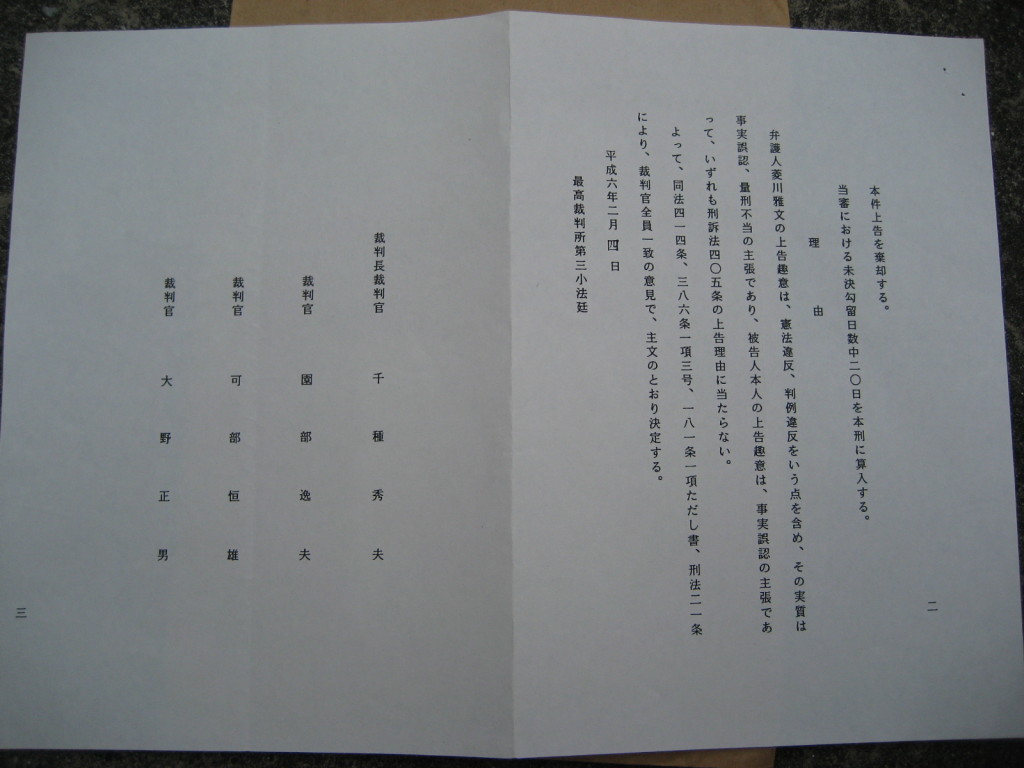 二
本件上告を棄却する。
当審における未決勾留日数中二〇日を本刑に算入する。
理由
弁護人菱川雅文の上告趣意は、憲法違反、判例違反をいう点を含め、その実質は
事実誤認、量刑不当の主張であり、被告人本人の上告趣意は、事実誤認の主張であ
って、いずれも刑訴法四〇五条の上告理由に当たらない。
よって、同法四一四条、三八六条一項三号、一八一条一項ただし書、刑法二一条
により、裁判官全員一致の意見で、主文のとおり決定する。
平成六年二月四日
最高裁判所第三小法廷
裁判長裁判官 千種秀夫
裁判官 園部逸夫
裁判官 可部恒雄
裁判官 大野正男
三